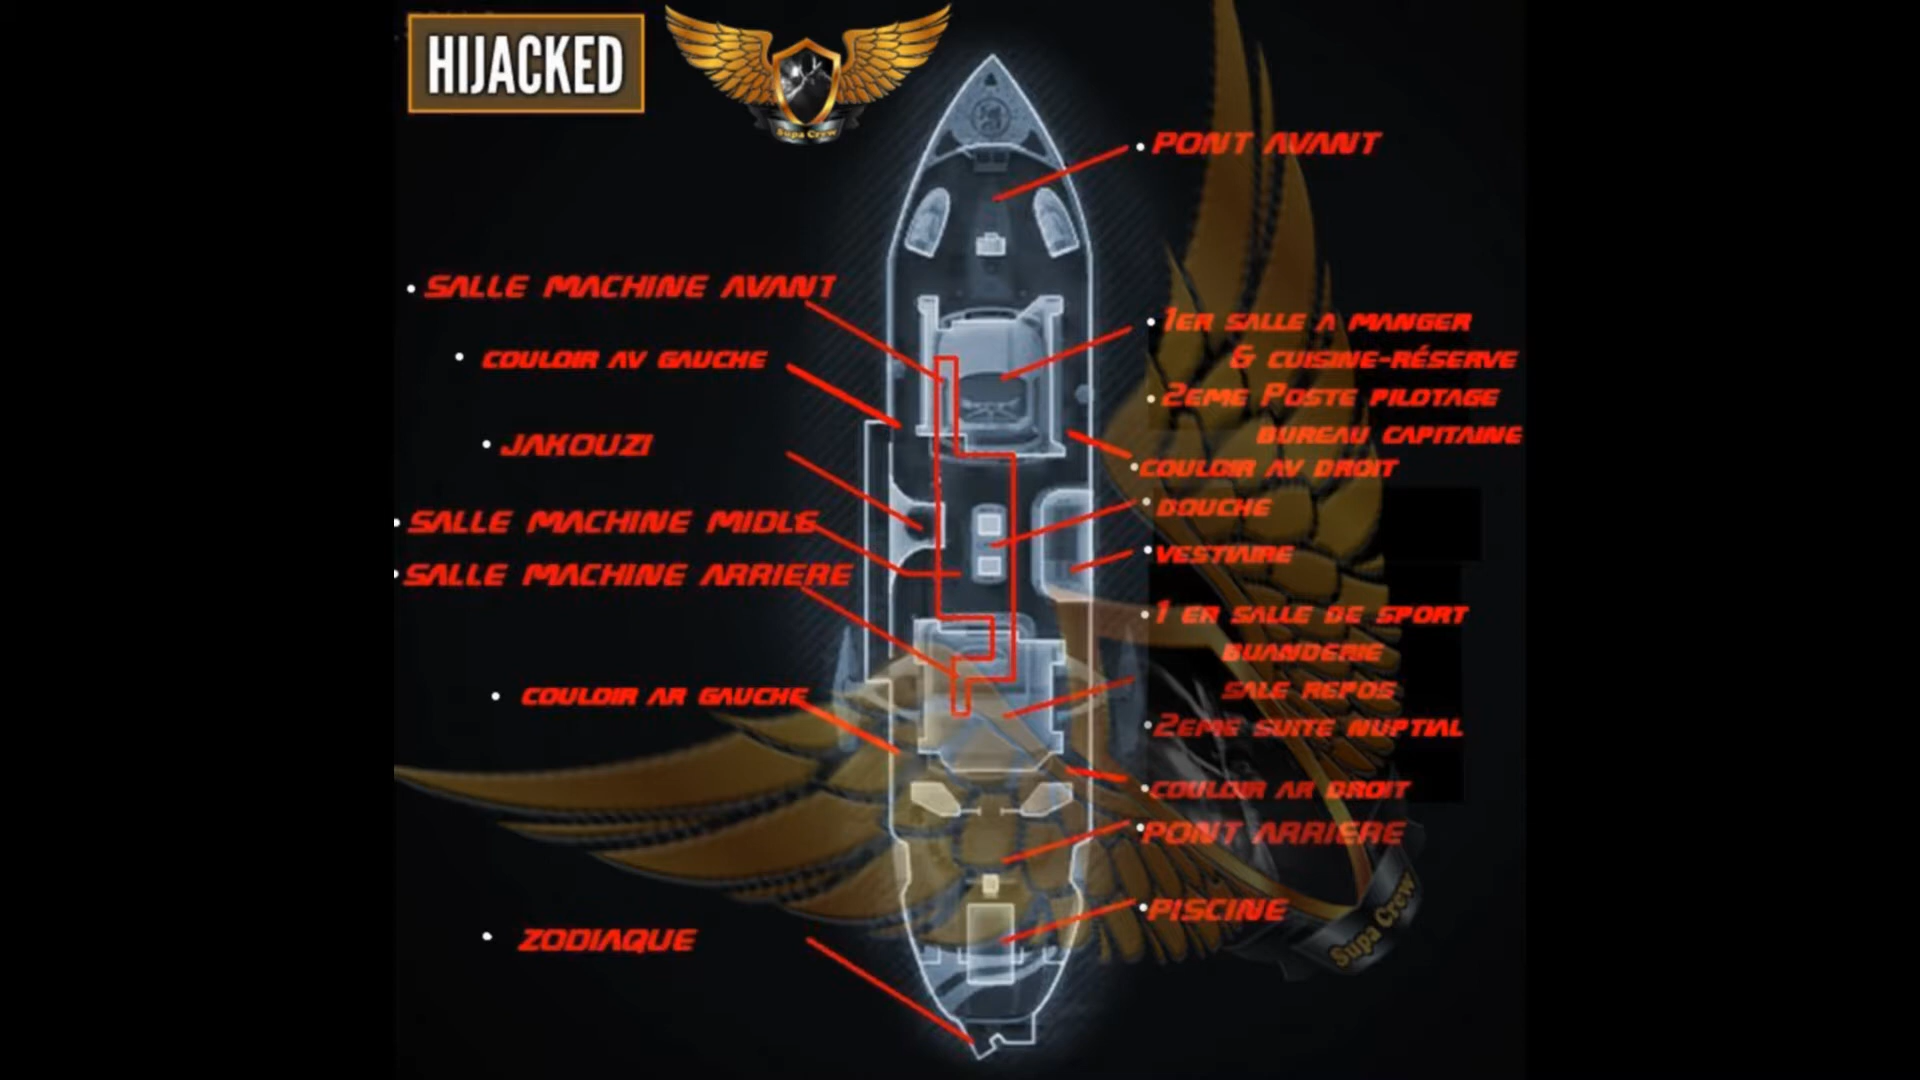 HIJACKED
Supa Crew
PONT AVANT
SALLE MACHINE AVANT
1ER SALLE A MANGER
& CUISINE-RÉSERVE
COULOIR AV GAUCHE
2EME POSTE PILOTAGE
BUREAU CAPITAINE
JAKOUZI
COULOIR AV DROIT
DOUCHE
SALLE MACHINE MIDLE
VESTIAIRE
SALLE MACHINE ARRIERE
1 ER SALLE DE SPORT
BUANDERIE
SALE REPOS
COULOIR AR GAUCHE
2EME SUITE NUPTIAL
COULOIR AR DROIT
PONT ARRIERE
PISCINE
ZODIAQUE
Supa Crew